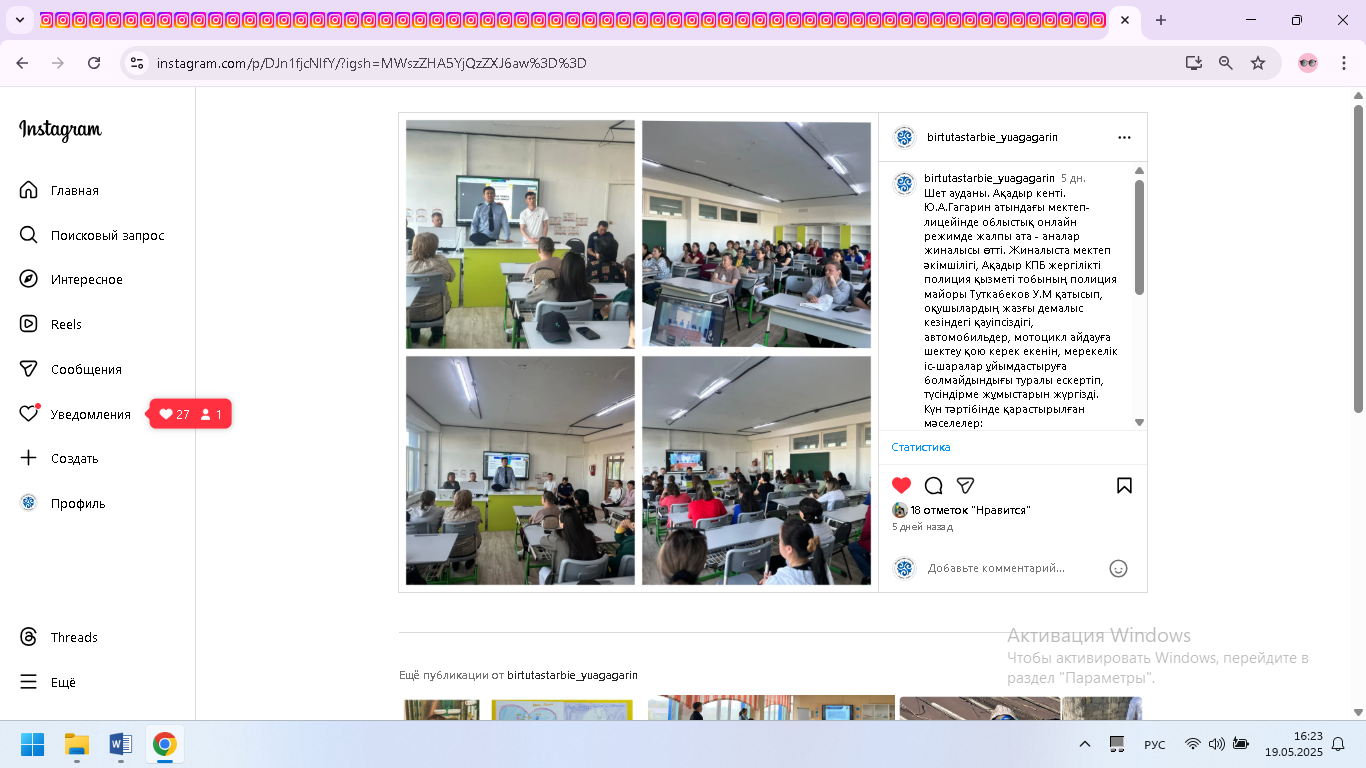 instagram.com/p/DJn1fjcNIfY/?igsh=MWszZHA5YjQzZXJ6aw%3D%3D
Instagram
Главная
Поисковый запрос
Интересное
Reels
Сообщения
Уведомления
27 1
Создать
Профиль
Threads
Ещё
birtutastarbie_yuagagarin
birtutastarbie_yuagagarin 5 дн.
Шет ауданы. Ақадыр кенті.
Ю.А.Гагарин атындағы мектеп-
лицейінде облыстық онлайн
режимде жалпы ата - аналар
жиналысы өтті. Жиналыста мектеп
әкімшілігі, Ақадыр КПБ жергілікті
полиция қызметі тобының полиция
майоры Туткабеков У.М қатысып,
оқушылардың жазғы демалыс
кезіндегі қауіпсіздігі,
автомобильдер, мотоцикл айдауға
шектеу қою керек екенін, мерекелік
іс-шаралар ұйымдастыруға
болмайдындығы туралы ескертіп,
түсіндірме жұмыстарын жүргізді.
Күн тәртібінде қарастырылған
мәселелер:
Статистика
18 отметок "Нравится"
5 дней назад
Добавьте комментарий...
Ещё публикации от birtutastarbie_yuagagarin
Активация Windows
Чтобы активировать Windows, перейдите в
раздел "Параметры".
РУС
16:23
19.05.2025